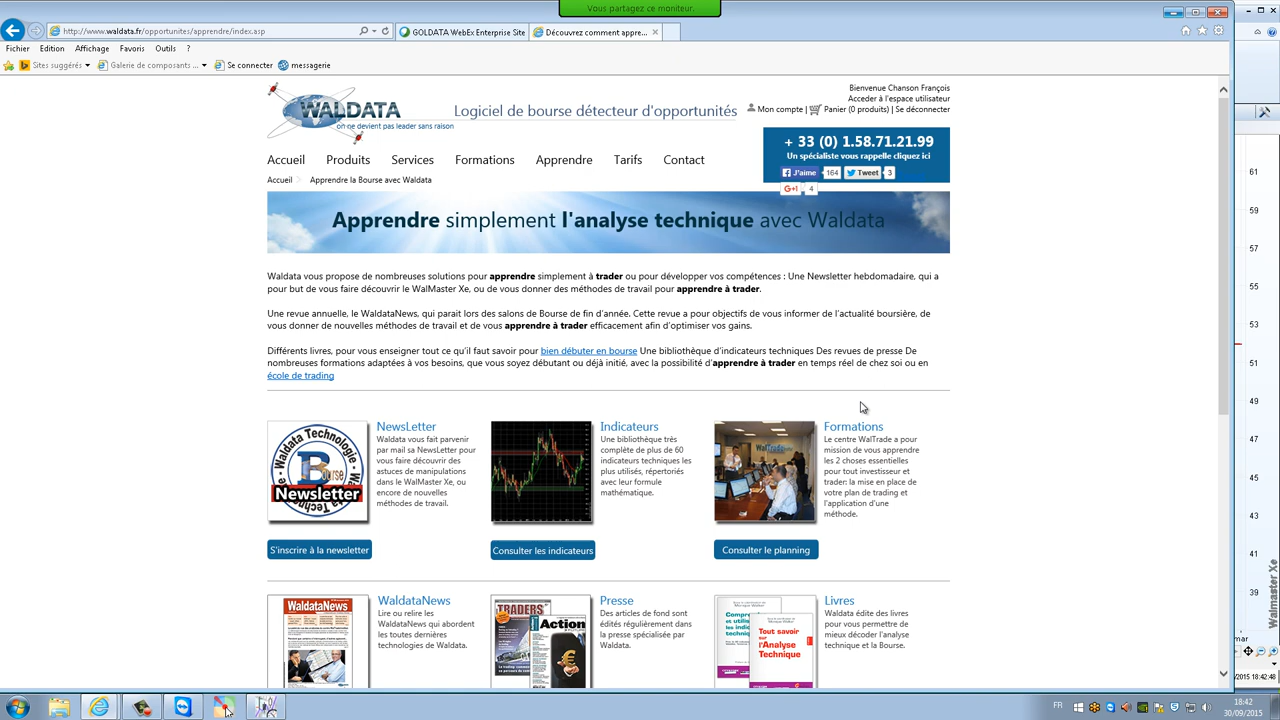 Vous partagez ce moniteur.
http://www.waldata.fr/opportunites/apprendre/index.asp
GOLDATA WebEx Enterprise Site
Découvrez comment appre...
Fichier Edition Affichage Favoris Outils ?
Sites suggérés Galerie de composants ... Se connecter messagerie
WALDATA
on ne devient pas leader sans raison
Logiciel de bourse détecteur d'opportunités
Bienvenue Chanson François
Acceder à l'espace utilisateur
Mon compte | Panier (0 produits) | Se déconnecter
+ 33 (0) 1.58.71.21.99
Un spécialiste vous rappelle cliquez ici
J'aime 164 Tweet 3
G+1 4
Accueil Produits Services Formations Apprendre Tarifs Contact
Accueil Apprendre la Bourse avec Waldata
Apprendre simplement l'analyse technique avec Waldata
Waldata vous propose de nombreuses solutions pour apprendre simplement à trader ou pour développer vos compétences : Une Newsletter hebdomadaire, qui a
pour but de vous faire découvrir le WalMaster Xe, ou de vous donner des méthodes de travail pour apprendre à trader.
Une revue annuelle, le WaldataNews, qui parait lors des salons de Bourse de fin d'année. Cette revue a pour objectifs de vous informer de l'actualité boursière, de
vous donner de nouvelles méthodes de travail et de vous apprendre à trader efficacement afin d'optimiser vos gains.
Différents livres, pour vous enseigner tout ce qu'il faut savoir pour bien débuter en bourse Une bibliothèque d'indicateurs techniques Des revues de presse De
nombreuses formations adaptées à vos besoins, que vous soyez débutant ou déjà initié, avec la possibilité d'apprendre à trader en temps réel de chez soi ou en
école de trading
Waldata Technologie
Bourse
Newsletter
NewsLetter
Waldata vous fait parvenir
par mail sa NewsLetter pour
vous faire découvrir des
astuces de manipulations
dans le WalMaster Xe, ou
encore de nouvelles
méthodes de travail.
S'inscrire à la newsletter
Indicateurs
Une bibliothèque très
complète de plus de 60
indicateurs techniques les
plus utilisés, répertoriés
avec leur formule
mathématique.
Consulter les indicateurs
WalTrade
Formations
Le centre WalTrade a pour
mission de vous apprendre
les 2 choses essentielles
pour tout investisseur et
trader: la mise en place de
votre plan de trading et
l'application d'une
méthode.
Consulter le planning
WaldataNews
WaldataNews
Lire ou relire les
WaldataNews qui abordent
les toutes dernières
technologies de Waldata.
TRADERS'
Action
Presse
Des articles de fond sont
édités régulièrement dans
la presse spécialisée par
Waldata.
Tout savoir
sur
l'Analyse
Technique
Livres
Waldata édite des livres
pour vous permettre de
mieux décoder l'analyse
technique et la Bourse.
61
59
57
55
53
51
49
47
45
43
41
39
Walmaster Xe
FR
18:42
30/09/2015